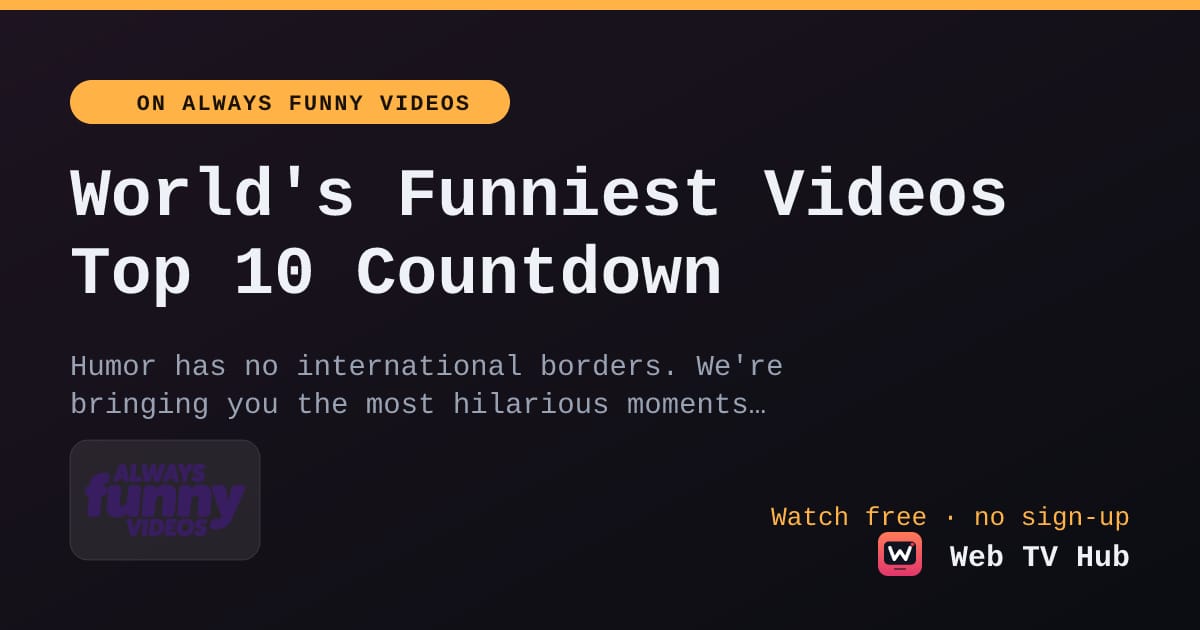 ON ALWAYS FUNNY VIDEOS
World's Funniest Videos
Top 10 Countdown
Humor has no international borders. We're
bringing you the most hilarious moments…
ALWAYS
funny
VIDEOS
Watch free · no sign-up
W
Web TV Hub